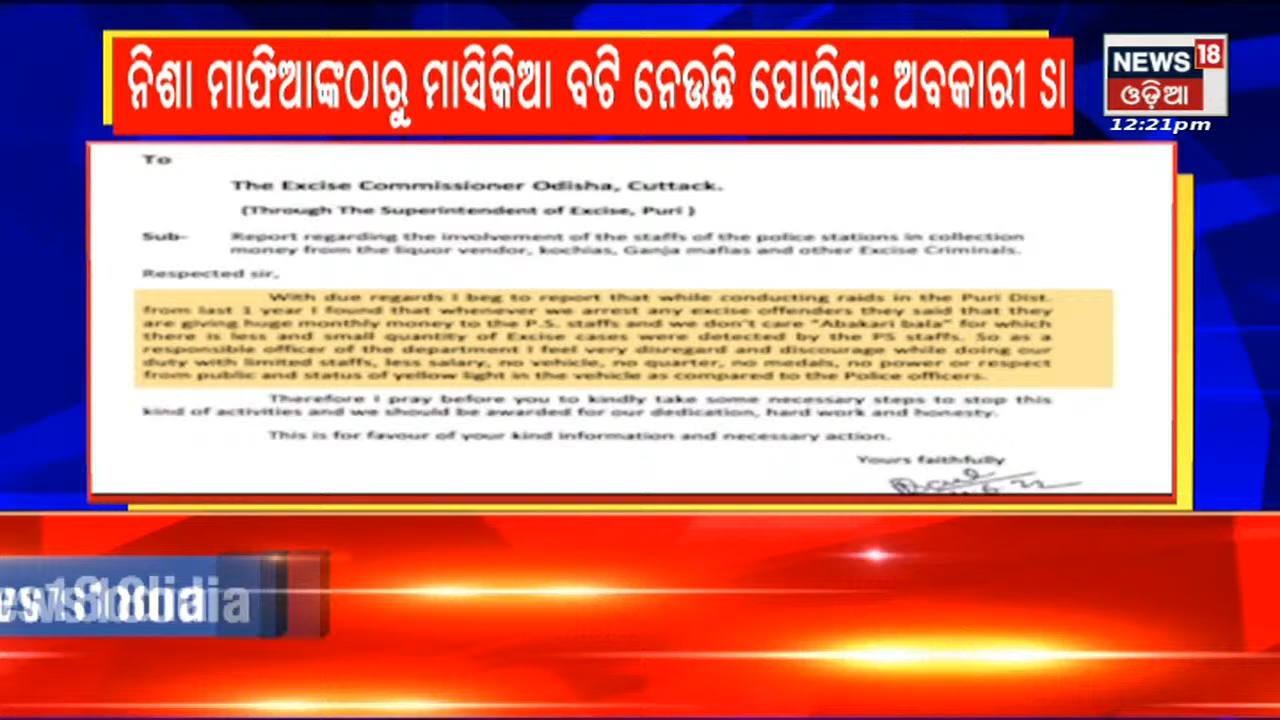 ନିଶା ମାଫିଆଙ୍କଠାରୁ ମାସିକିଆ ବଟି ନେଉଛି ପୋଲିସ: ଅବକାରୀ SI
NEWS 18
ଓଡ଼ିଆ
12:21pm
To
The Excise Commissioner Odisha, Cuttack.
(Through The Superintendent of Excise, Puri )
Sub- Report regarding the involvement of the staffs of the police stations in collection
money from the liquor vendor, kochias, Ganja mafias and other Excise Criminals.
Respected sir,
With due regards I beg to report that while conducting raids in the Puri Dist.
from last 1 year I found that whenever we arrest any excise offenders they said that they
are giving huge monthly money to the P.S. staffs and we don't care "Abakari bala" for which
there is less and small quantity of Excise cases were detected by the PS staffs. So as a
responsible officer of the department I feel very disregard and discourage while doing our
duty with limited staffs, less salary, no vehicle, no quarter, no medals, no power or respect
from public and status of yellow light in the vehicle as compared to the Police officers.
Therefore I pray before you to kindly take some necessary steps to stop this
kind of activities and we should be awarded for our dedication, hard work and honesty.
This is for favour of your kind information and necessary action.
Yours faithfully